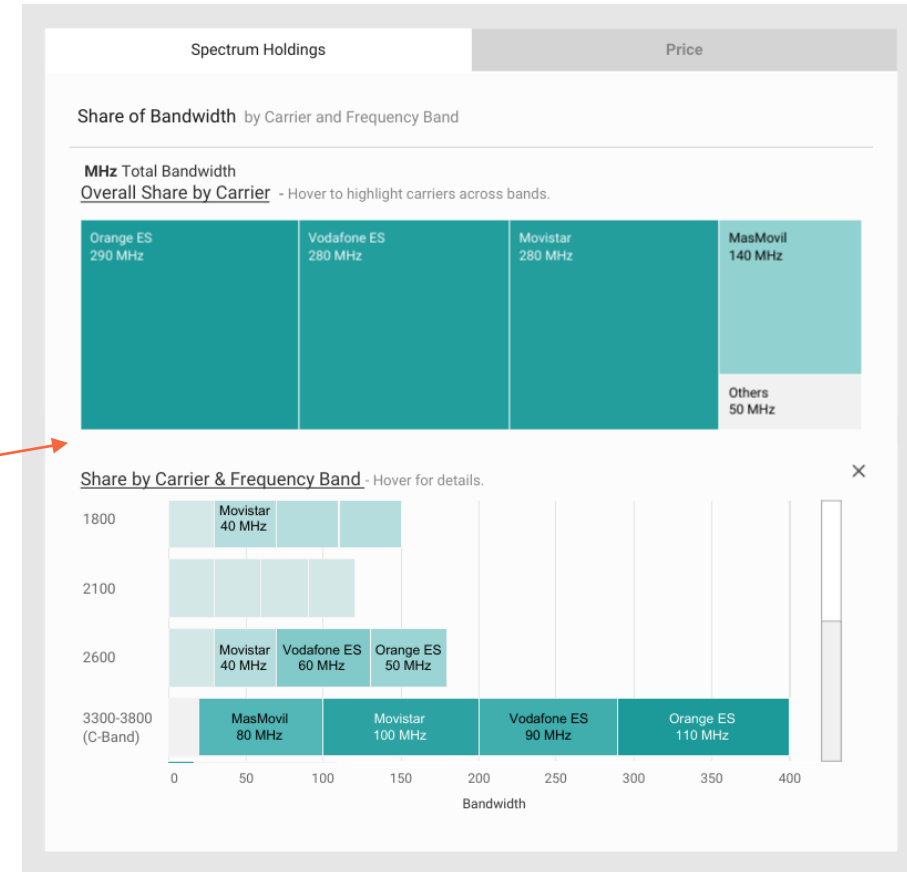 Spectrum Holdings
Price
Share of Bandwidth by Carrier and Frequency Band
MHz Total Bandwidth
Overall Share by Carrier - Hover to highlight carriers across bands.
Orange ES
290 MHz
Vodafone ES
280 MHz
Movistar
280 MHz
MasMovil
140 MHz
Others
50 MHz
Share by Carrier & Frequency Band - Hover for details.
1800
Movistar
40 MHz
2100
2600
Movistar
40 MHz
Vodafone ES
60 MHz
Orange ES
50 MHz
3300-3800
(C-Band)
MasMovil
80 MHz
Movistar
100 MHz
Vodafone ES
90 MHz
Orange ES
110 MHz
0 50 100 150 200 250 300 350 400
Bandwidth